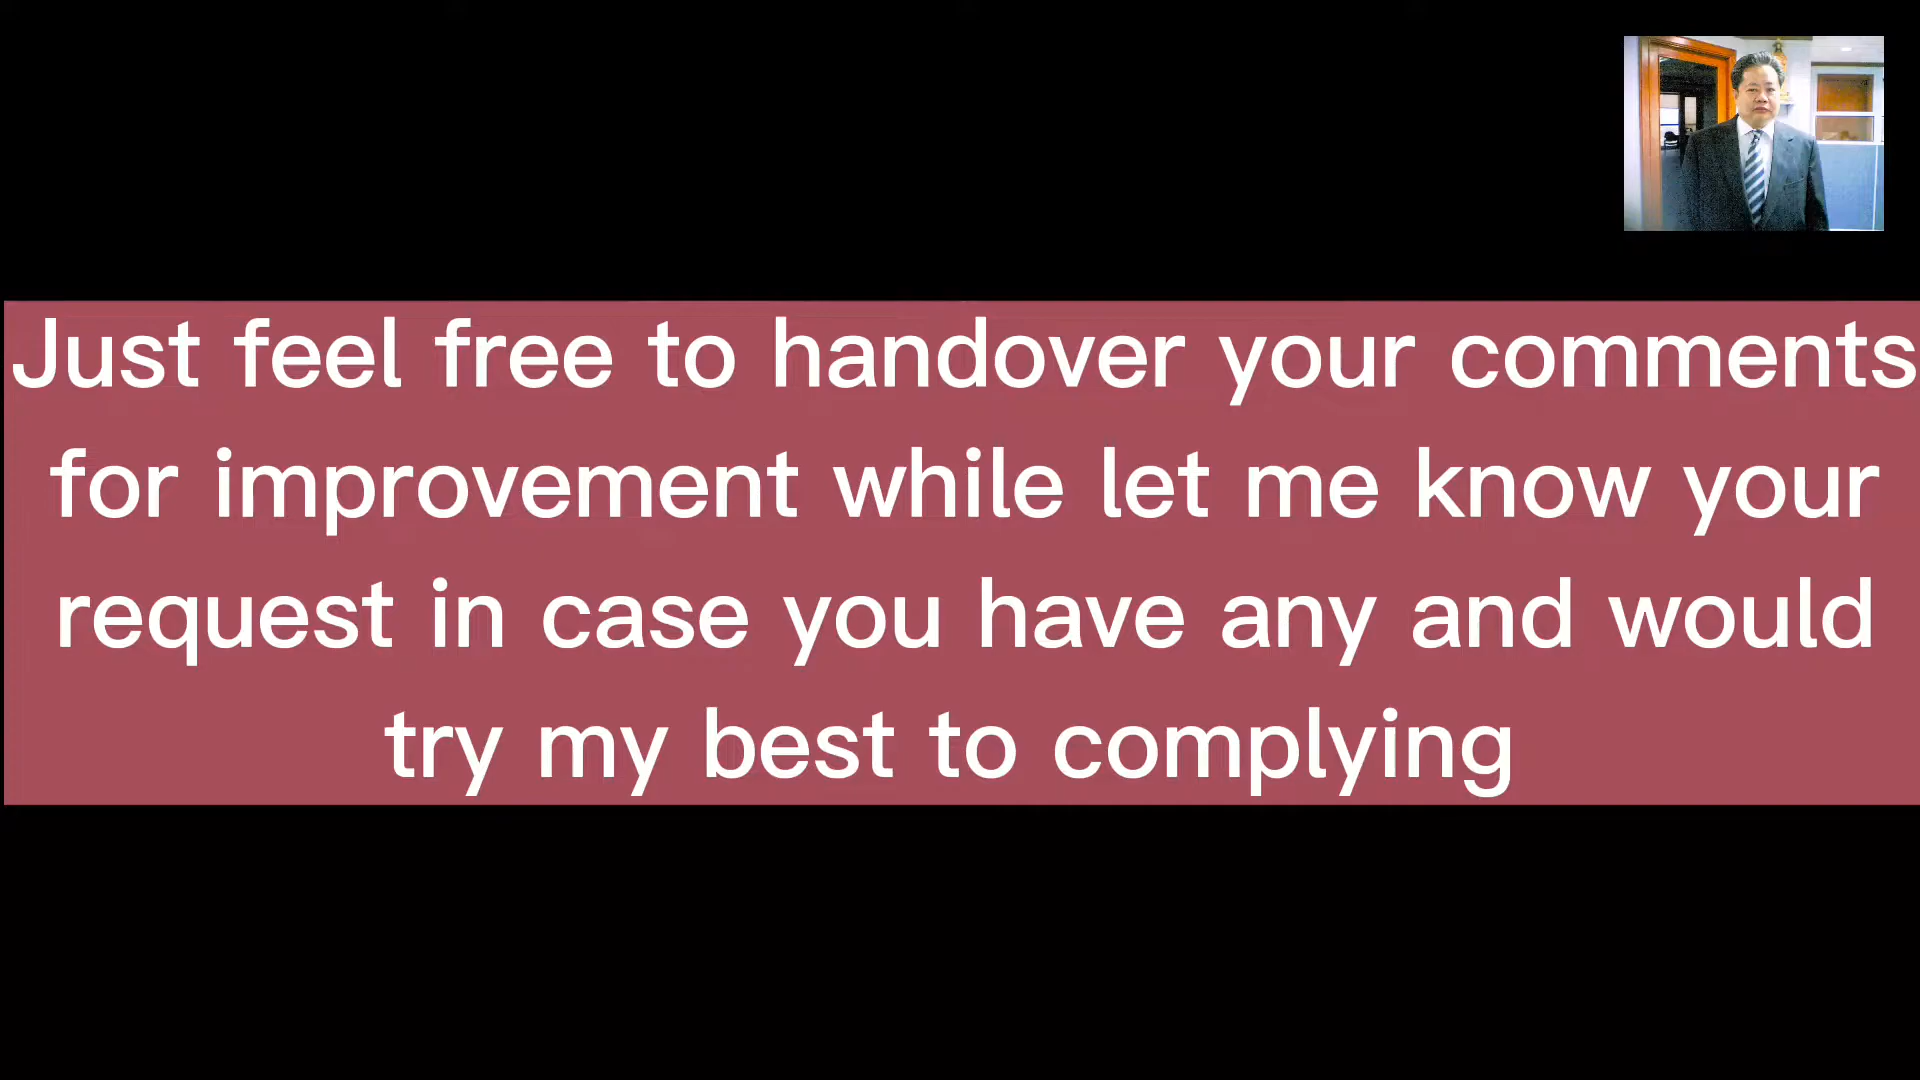 Just feel free to handover your comments
for improvement while let me know your
request in case you have any and would
try my best to complying